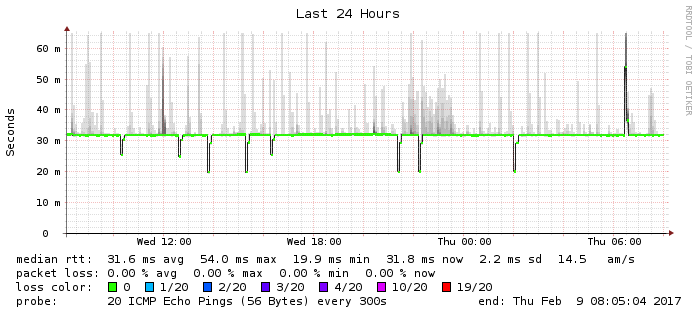 Last 24 Hours
RRDTOOL / TOBI OETIKER
Seconds
60 m
50 m
40 m
30 m
20 m
10 m
0
Wed 12:00 Wed 18:00 Thu 00:00 Thu 06:00
median rtt: 31.6 ms avg 54.0 ms max 19.9 ms min 31.8 ms now 2.2 ms sd 14.5 am/s
packet loss: 0.00 % avg 0.00 % max 0.00 % min 0.00 % now
loss color: 0 1/20 2/20 3/20 4/20 10/20 19/20
probe: 20 ICMP Echo Pings (56 Bytes) every 300s end: Thu Feb 9 08:05:04 2017